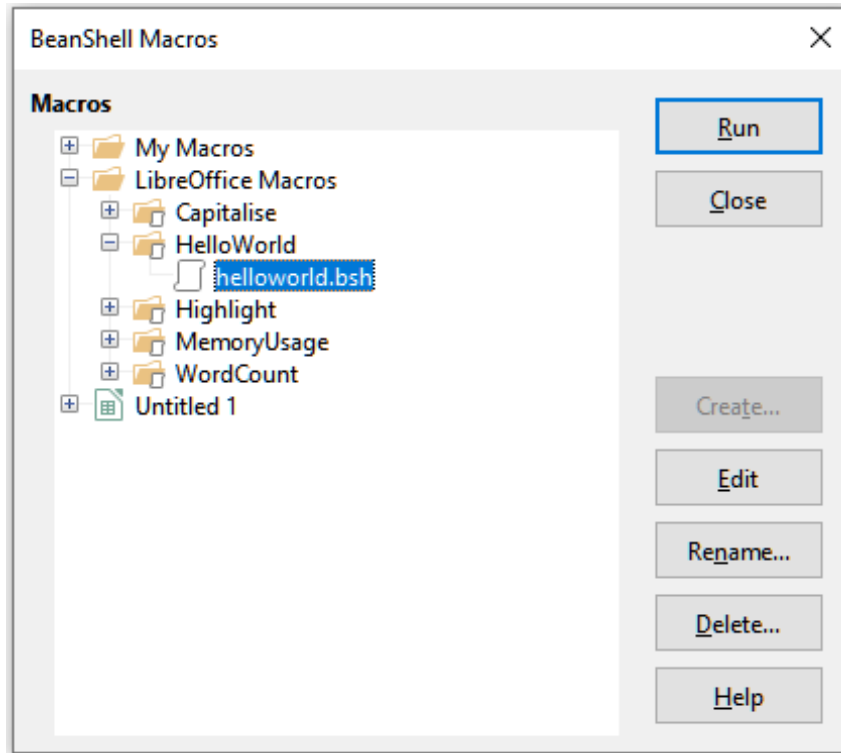 BeanShell Macros
Macros
My Macros
LibreOffice Macros
Capitalise
HelloWorld
helloworld.bsh
Highlight
MemoryUsage
WordCount
Untitled 1
Run
Close
Create...
Edit
Rename...
Delete...
Help